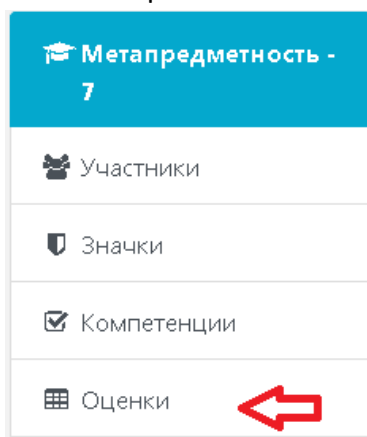 Метапредметность -
7
Участники
Значки
Компетенции
Оценки